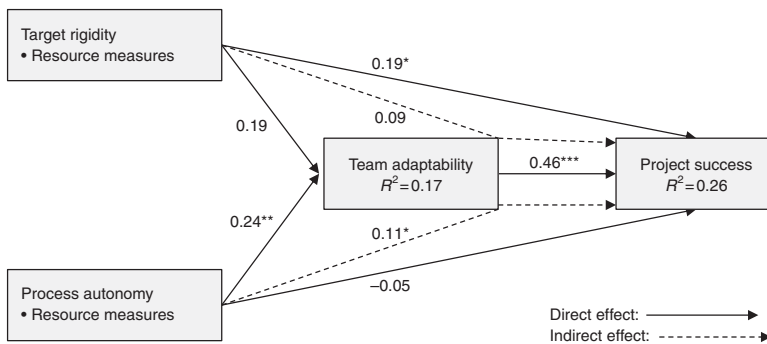 Target rigidity
• Resource measures
0.19*
0.09
0.19
Team adaptability
R²=0.17
0.46***
Project success
R²=0.26
0.24**
0.11*
–0.05
Process autonomy
• Resource measures
Direct effect:
Indirect effect: